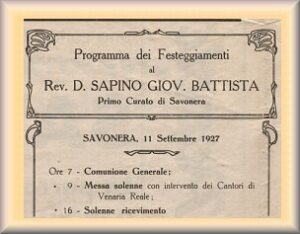 Programma dei Festeggiamenti
al
Rev. D. SAPINO GIOV. BATTISTA
Primo Curato di Savonera
SAVONERA, 11 Settembre 1927
Ore 7 - Comunione Generale;
» 9 - Messa solenne con intervento dei Cantori di
Venaria Reale;
» 16 - Solenne ricevimento